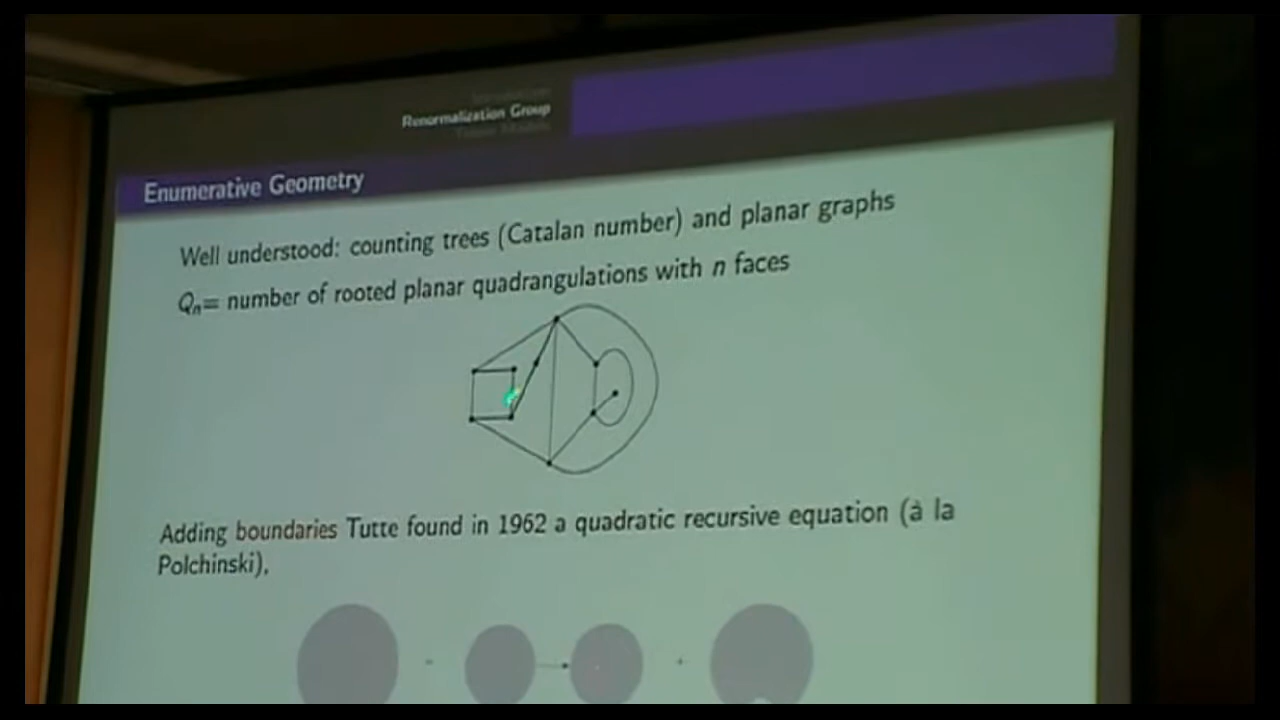 Renormalization Group
Enumerative Geometry
Well understood: counting trees (Catalan number) and planar graphs
Qn= number of rooted planar quadrangulations with n faces
Adding boundaries Tutte found in 1962 a quadratic recursive equation (à la
Polchinski),